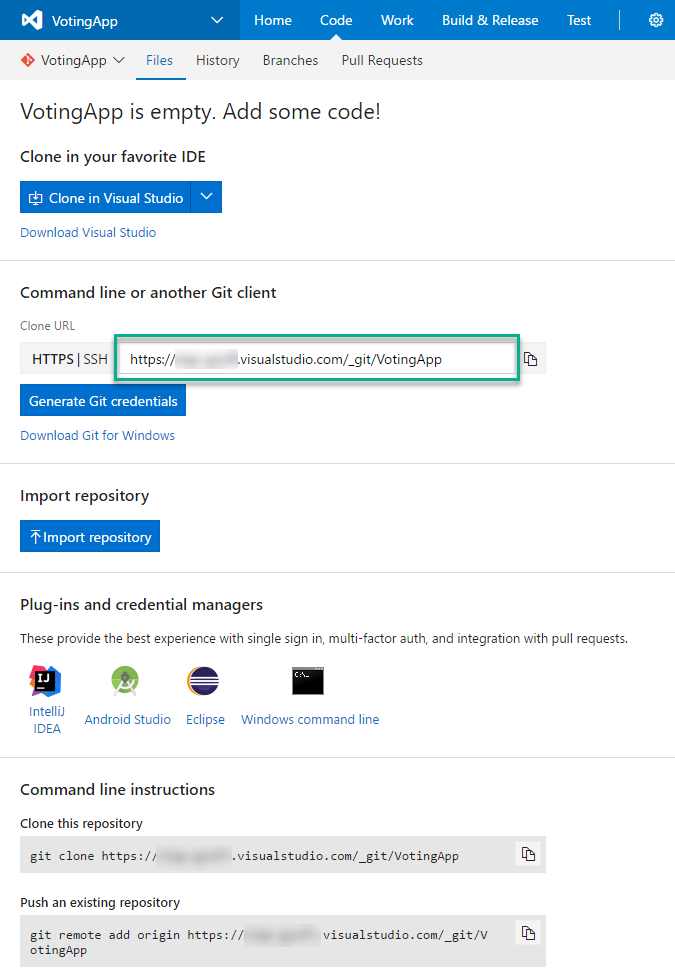 VotingApp
Home Code Work Build & Release Test
VotingApp Files History Branches Pull Requests
VotingApp is empty. Add some code!
Clone in your favorite IDE
Clone in Visual Studio
Download Visual Studio
Command line or another Git client
Clone URL
HTTPS | SSH https://.visualstudio.com/_git/VotingApp
Generate Git credentials
Download Git for Windows
Import repository
Import repository
Plug-ins and credential managers
These provide the best experience with single sign in, multi-factor auth, and integration with pull requests.
IJ
C:\_
IntelliJ
IDEA
Android Studio
Eclipse
Windows command line
Command line instructions
Clone this repository
git clone https://.visualstudio.com/_git/VotingApp
Push an existing repository
git remote add origin https://.visualstudio.com/_git/V
otingApp